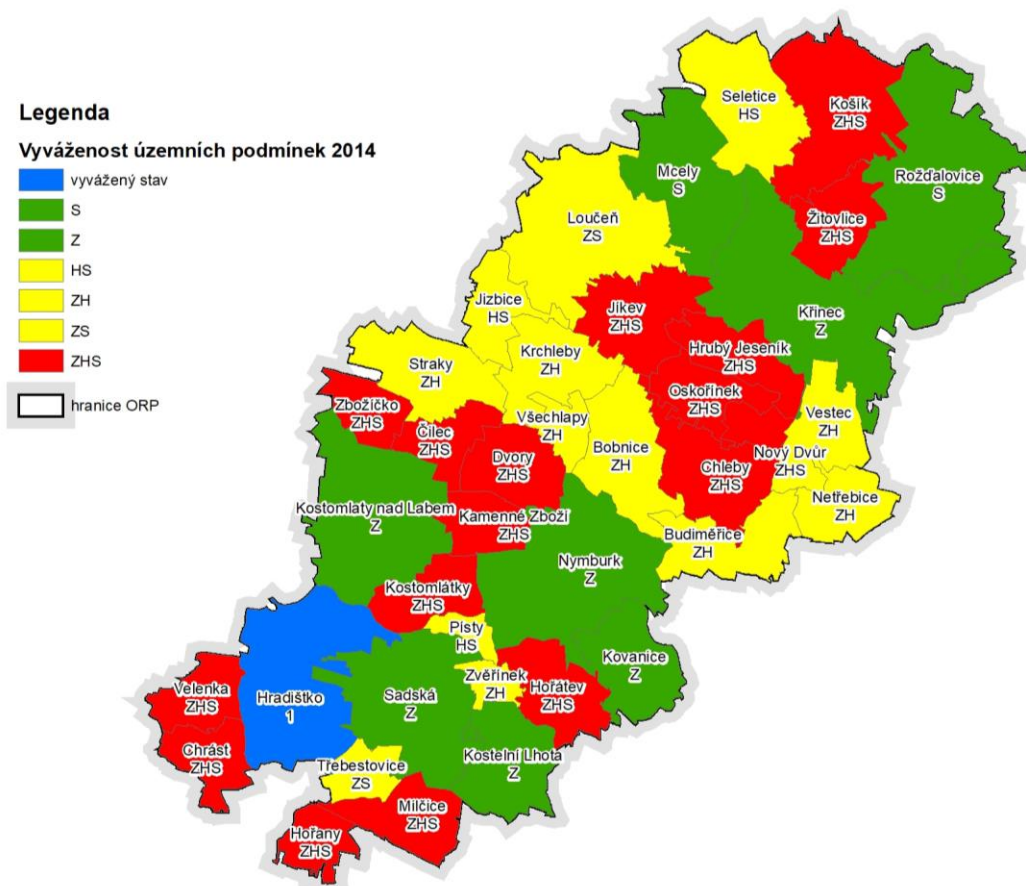 Legenda
Vyváženost územních podmínek 2014
vyvážený stav
S
Z
HS
ZH
ZS
ZHS
hranice ORP
Seletice
HS
Košík
ZHS
Mcely
S
Rožďalovice
S
Loučeň
ZS
Žitovlice
ZHS
Jizbice
HS
Jíkev
ZHS
Křinec
Z
Krchleby
ZH
Hrubý Jeseník
ZHS
Straky
ZH
Oskořínek
ZHS
Zbožíčko
ZHS
Všechlapy
ZH
Vestec
ZH
Čilec
ZHS
Bobnice
ZH
Dvory
ZHS
Nový Dvůr
ZHS
Chleby
ZHS
Netřebice
ZH
Kostomlaty nad Labem
Z
Kamenné Zboží
ZHS
Budiměřice
ZH
Nymburk
Z
Kostomlátky
ZHS
Písty
HS
Kovanice
Z
Zvěřínek
ZH
Hořátev
ZHS
Velenka
ZHS
Hradištko
1
Sadská
Z
Chrást
ZHS
Kostelní Lhota
Z
Třebestovice
ZS
Milčice
ZHS
Hořany
ZHS